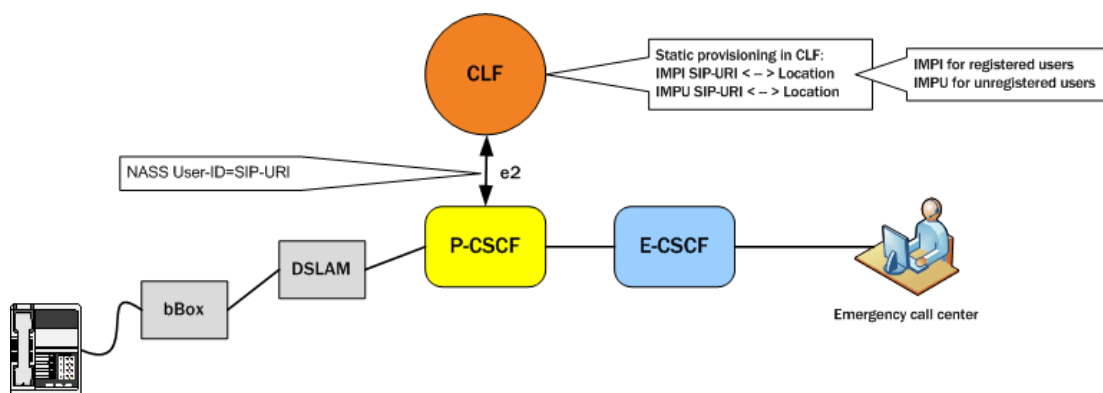 CLF
Static provisioning in CLF:
IMPI SIP-URI < -- > Location
IMPU SIP-URI < -- > Location
IMPI for registered users
IMPU for unregistered users
NASS User-ID=SIP-URI
e2
P-CSCF
E-CSCF
DSLAM
bBox
Emergency call center